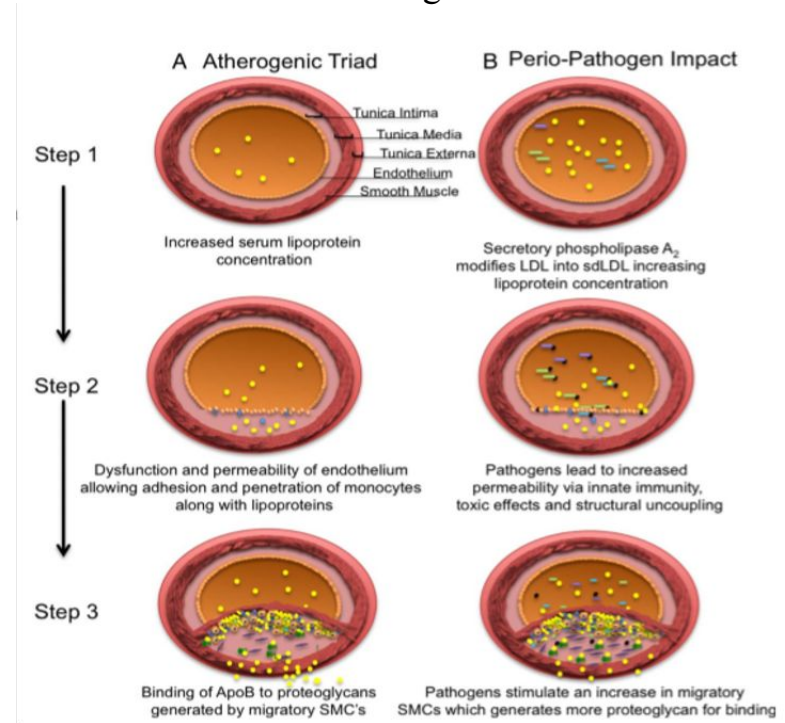 A Atherogenic Triad
B Perio-Pathogen Impact
Step 1
Tunica Intima
Tunica Media
Tunica Externa
Endothelium
Smooth Muscle
Increased serum lipoprotein
concentration
Secretory phospholipase A₂
modifies LDL into sdLDL increasing
lipoprotein concentration
Step 2
Dysfunction and permeability of endothelium
allowing adhesion and penetration of monocytes
along with lipoproteins
Pathogens lead to increased
permeability via innate immunity,
toxic effects and structural uncoupling
Step 3
Binding of ApoB to proteoglycans
generated by migratory SMC's
Pathogens stimulate an increase in migratory
SMCs which generates more proteoglycan for binding